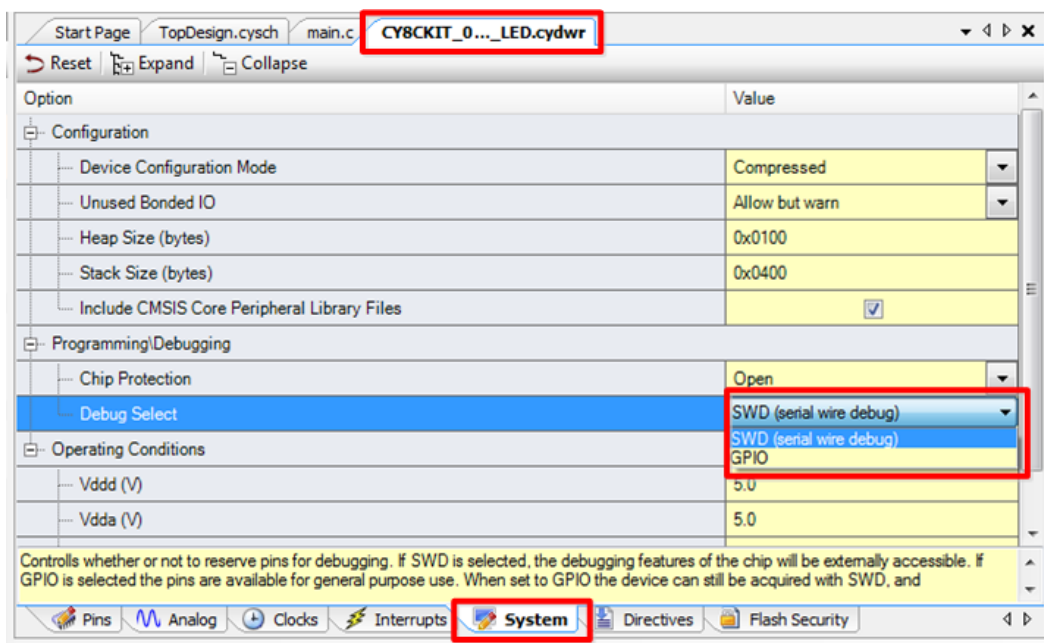 Start Page TopDesign.cysch main.c CY8CKIT_0..._LED.cydwr
Reset Expand Collapse
Option Value
Configuration
Device Configuration Mode Compressed
Unused Bonded IO Allow but warn
Heap Size (bytes) 0x0100
Stack Size (bytes) 0x0400
Include CMSIS Core Peripheral Library Files
Programming\Debugging
Chip Protection Open
Debug Select SWD (serial wire debug)
SWD (serial wire debug)
GPIO
Operating Conditions
Vddd (V) 5.0
Vdda (V) 5.0
Controlls whether or not to reserve pins for debugging. If SWD is selected, the debugging features of the chip will be externally accessible. If
GPIO is selected the pins are available for general purpose use. When set to GPIO the device can still be acquired with SWD, and
Pins Analog Clocks Interrupts System Directives Flash Security